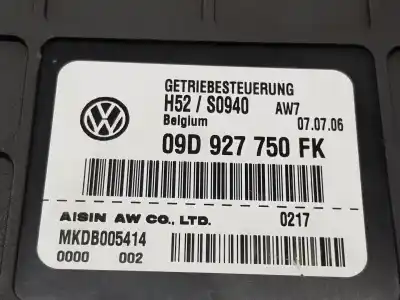 GETRIEBESTEUERUNG
H52 / S0940 AW7
Belgium 07.07.06
09D 927 750 FK
AISIN AW CO., LTD. 0217
MKDB005414
0000 002